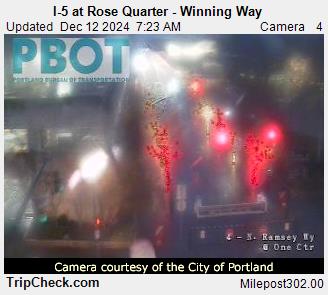 I-5 at Rose Quarter - Winning Way
Updated Dec 12 2024 7:23 AM Camera 4
PBOT
PORTLAND BUREAU OF TRANSPORTATION
4 - N. Ramsey Wy
@ One Ctr
Camera courtesy of the City of Portland
TripCheck.com Milepost302.00